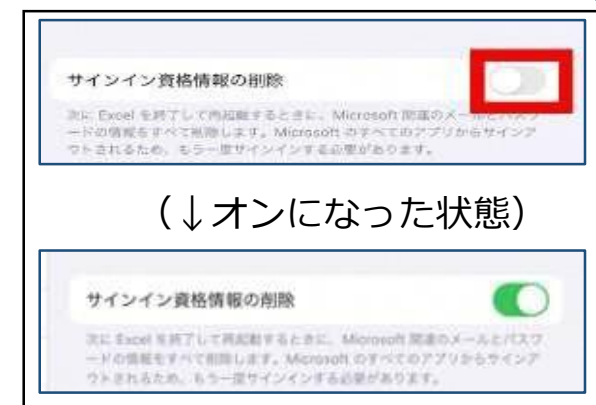 サインイン資格情報の削除
次に Excel を終了して再起動するときに、Microsoft 関連のメールとパスワ
ードの情報をすべて削除します。Microsoft のすべてのアプリからサインア
ウトされるため、もう一度サインインする必要があります。
（↓オンになった状態）
サインイン資格情報の削除
次に Excel を終了して再起動するときに、Microsoft 関連のメールとパスワ
ードの情報をすべて削除します。Microsoft のすべてのアプリからサインア
ウトされるため、もう一度サインインする必要があります。